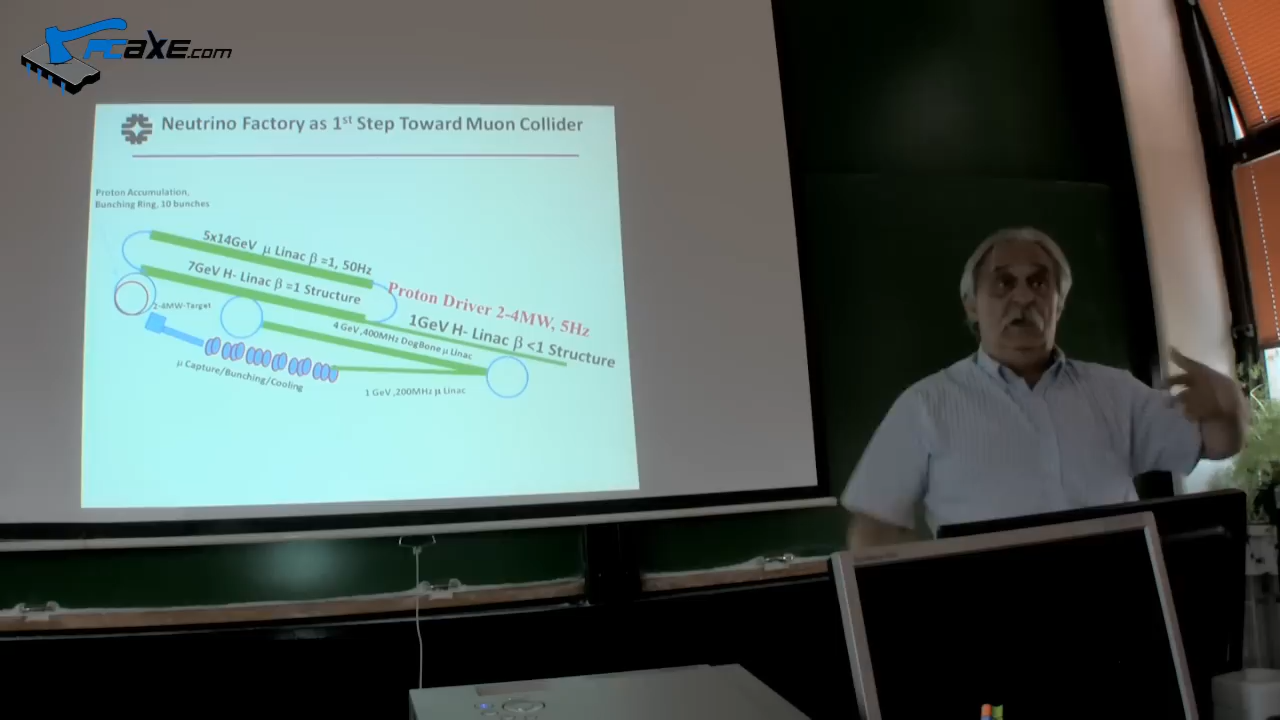 PCaXe.com
Neutrino Factory as 1st Step Toward Muon Collider
Proton Accumulation,
Bunching Ring, 10 bunches
5x14GeV μ Linac β =1, 50Hz
7GeV H- Linac β =1 Structure
Proton Driver 2-4MW, 5Hz
2-4MW-Target
1GeV H- Linac β <1 Structure
4 GeV ,400MHz DogBone μ Linac
μ Capture/Bunching/Cooling
1 GeV ,200MHz μ Linac